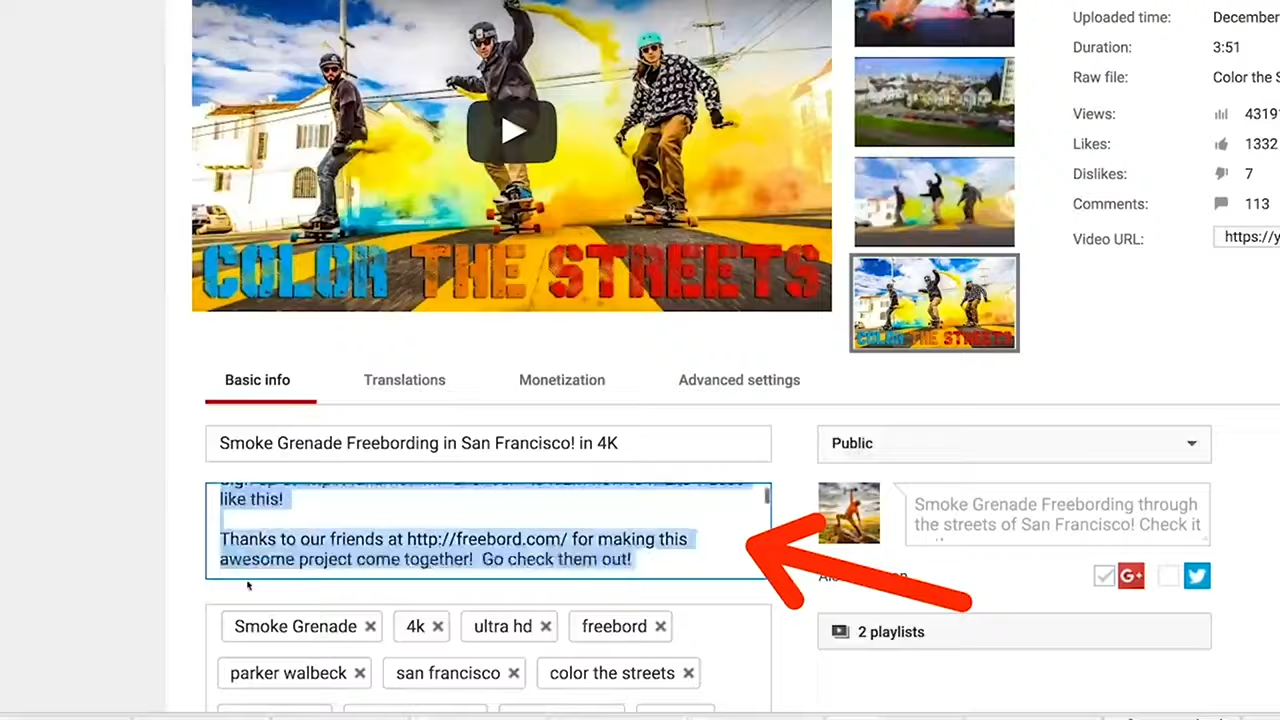 COLOR THE STREETS
COLOR THE STREETS
Uploaded time: December
Duration: 3:51
Raw file: Color the S
Views: 4319
Likes: 1332
Dislikes: 7
Comments: 113
Video URL: https://y
Basic info Translations Monetization Advanced settings
Smoke Grenade Freebording in San Francisco! in 4K
like this!
Thanks to our friends at http://freebord.com/ for making this
awesome project come together! Go check them out!
Smoke Grenade × 4k × ultra hd × freebord ×
parker walbeck × san francisco × color the streets ×
Public
Smoke Grenade Freebording through
the streets of San Francisco! Check it
G+
2 playlists